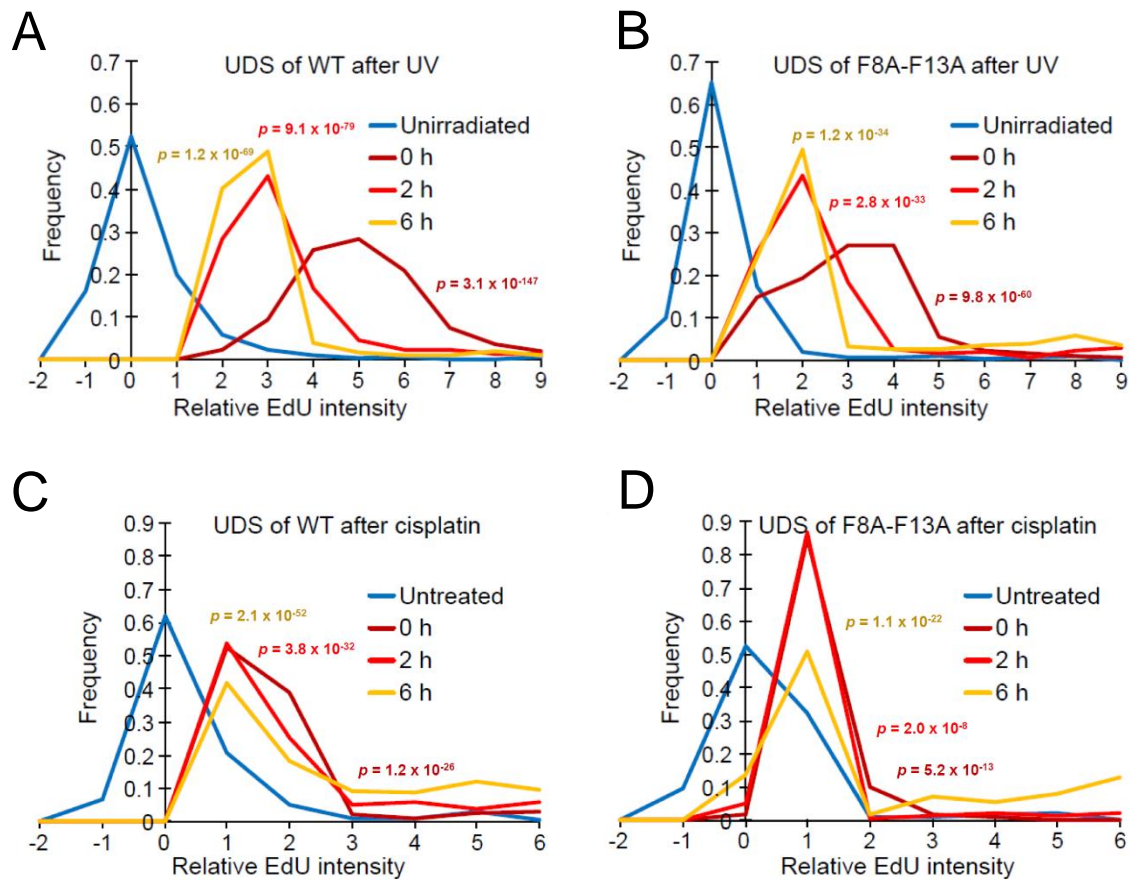 A
UDS of WT after UV
Frequency
0.7
0.6
0.5
0.4
0.3
0.2
0.1
0
p = 1.2 x 10-69
p = 9.1 x 10-79
p = 3.1 x 10-147
Unirradiated
0 h
2 h
6 h
-2 -1 0 1 2 3 4 5 6 7 8 9
Relative EdU intensity
B
UDS of F8A-F13A after UV
Frequency
0.7
0.6
0.5
0.4
0.3
0.2
0.1
0
p = 1.2 x 10-34
p = 2.8 x 10-33
p = 9.8 x 10-60
Unirradiated
0 h
2 h
6 h
-2 -1 0 1 2 3 4 5 6 7 8 9
Relative EdU intensity
C
UDS of WT after cisplatin
Frequency
0.9
0.8
0.7
0.6
0.5
0.4
0.3
0.2
0.1
0
p = 2.1 x 10-52
p = 3.8 x 10-32
p = 1.2 x 10-26
Untreated
0 h
2 h
6 h
-2 -1 0 1 2 3 4 5 6
Relative EdU intensity
D
UDS of F8A-F13A after cisplatin
Frequency
0.9
0.8
0.7
0.6
0.5
0.4
0.3
0.2
0.1
0
p = 1.1 x 10-22
p = 2.0 x 10-8
p = 5.2 x 10-13
Untreated
0 h
2 h
6 h
-2 -1 0 1 2 3 4 5 6
Relative EdU intensity